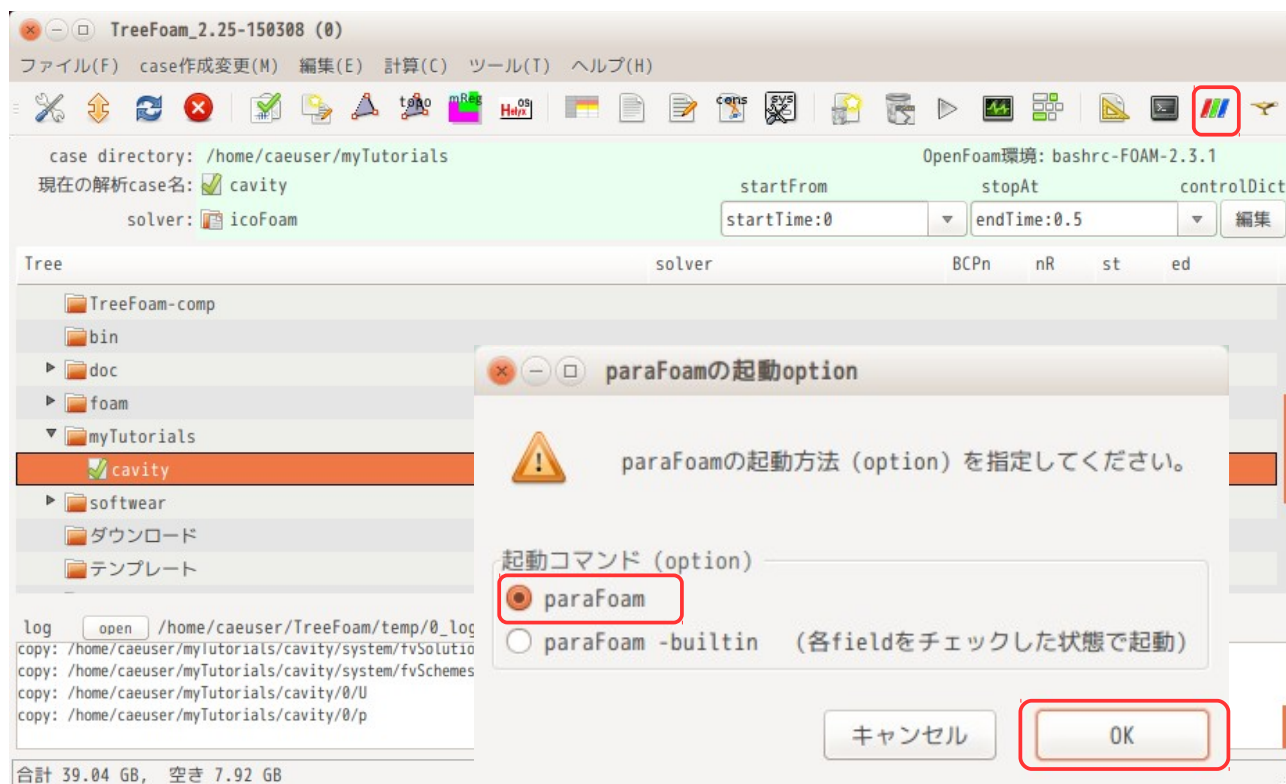 TreeFoam_2.25-150308 (0)
ファイル(F) case作成変更(M) 編集(E) 計算(C) ツール(T) ヘルプ(H)
topo mReg HelyxOS cons sys
case directory: /home/caeuser/myTutorials OpenFoam環境: bashrc-FOAM-2.3.1
現在の解析case名: cavity startFrom stopAt controlDict
solver: icoFoam startTime:0 endTime:0.5 編集
Tree solver BCPn nR st ed
TreeFoam-comp
bin
doc
foam
myTutorials
cavity
softwear
ダウンロード
テンプレート
paraFoamの起動option
paraFoamの起動方法 (option) を指定してください。
起動コマンド (option)
paraFoam
paraFoam -builtin (各fieldをチェックした状態で起動)
キャンセル OK
log open /home/caeuser/TreeFoam/temp/0_log
copy: /home/caeuser/myTutorials/cavity/system/fvSolutio
copy: /home/caeuser/myTutorials/cavity/system/fvSchemes
copy: /home/caeuser/myTutorials/cavity/0/U
copy: /home/caeuser/myTutorials/cavity/0/p
合計 39.04 GB, 空き 7.92 GB